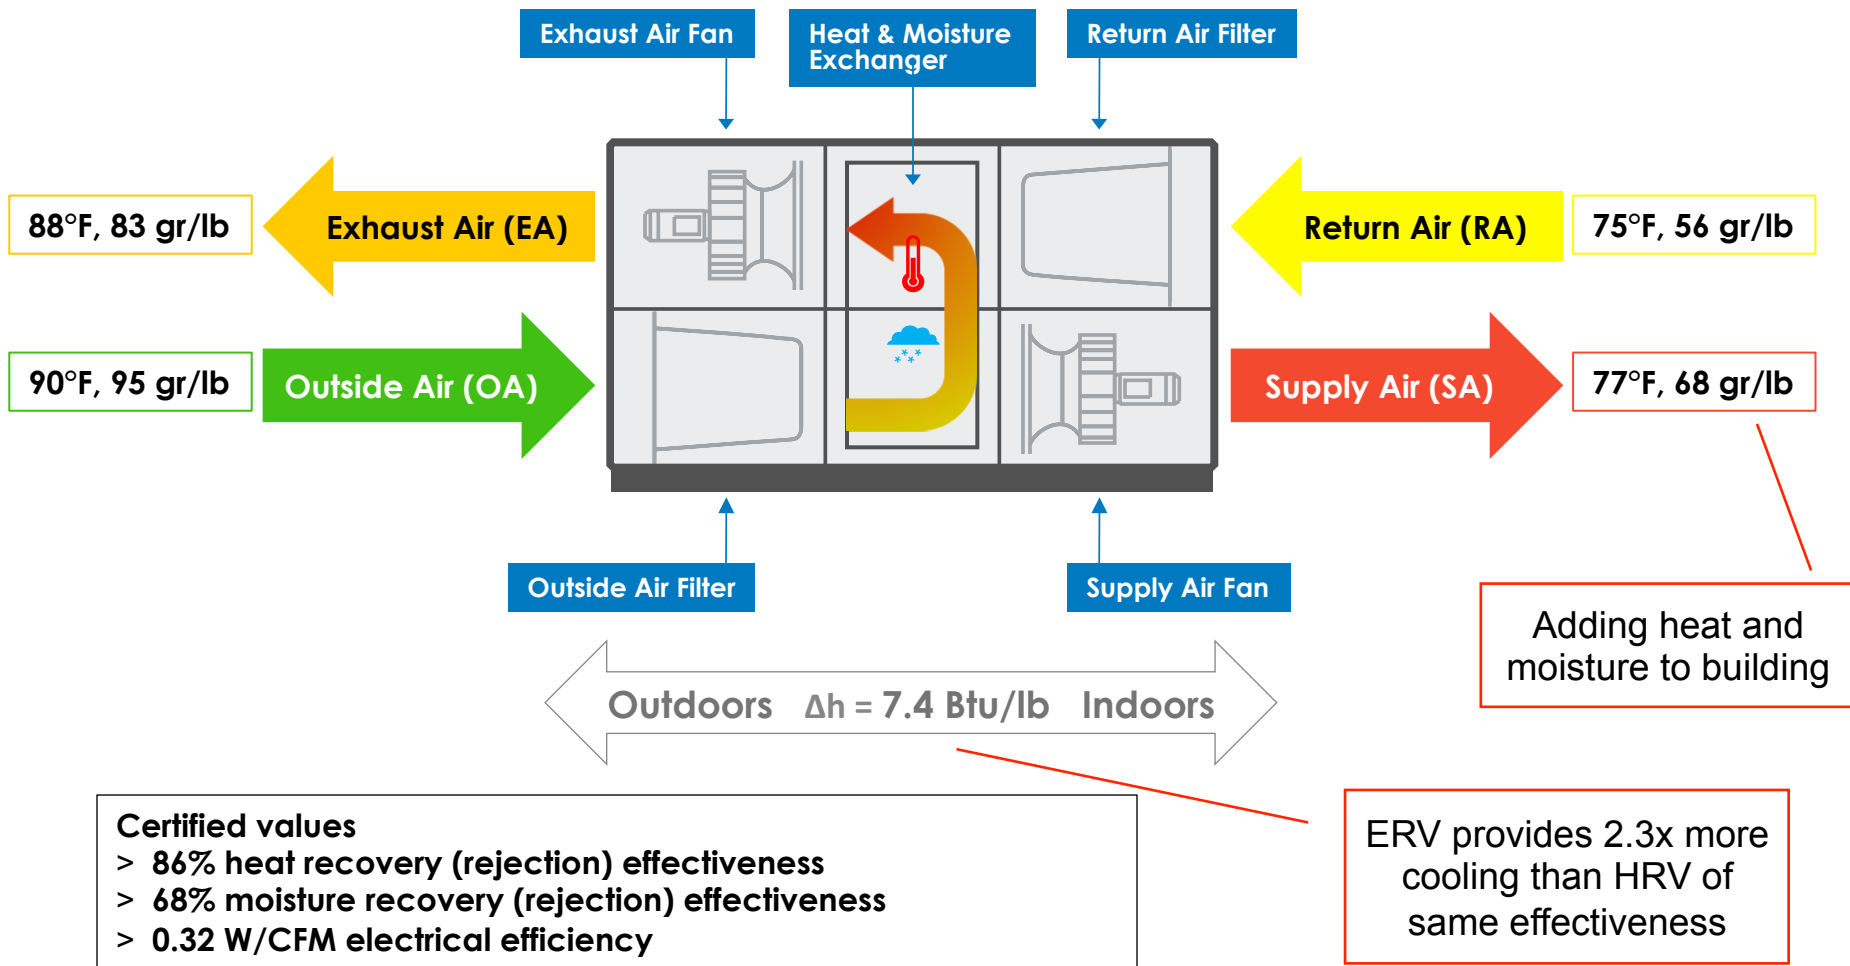 Exhaust Air Fan
Heat & Moisture
Exchanger
Return Air Filter
88°F, 83 gr/lb
Exhaust Air (EA)
Return Air (RA)
75°F, 56 gr/lb
90°F, 95 gr/lb
Outside Air (OA)
Supply Air (SA)
77°F, 68 gr/lb
Outside Air Filter
Supply Air Fan
Adding heat and
moisture to building
Outdoors Δh = 7.4 Btu/lb Indoors
Certified values
> 86% heat recovery (rejection) effectiveness
> 68% moisture recovery (rejection) effectiveness
> 0.32 W/CFM electrical efficiency
ERV provides 2.3x more
cooling than HRV of
same effectiveness